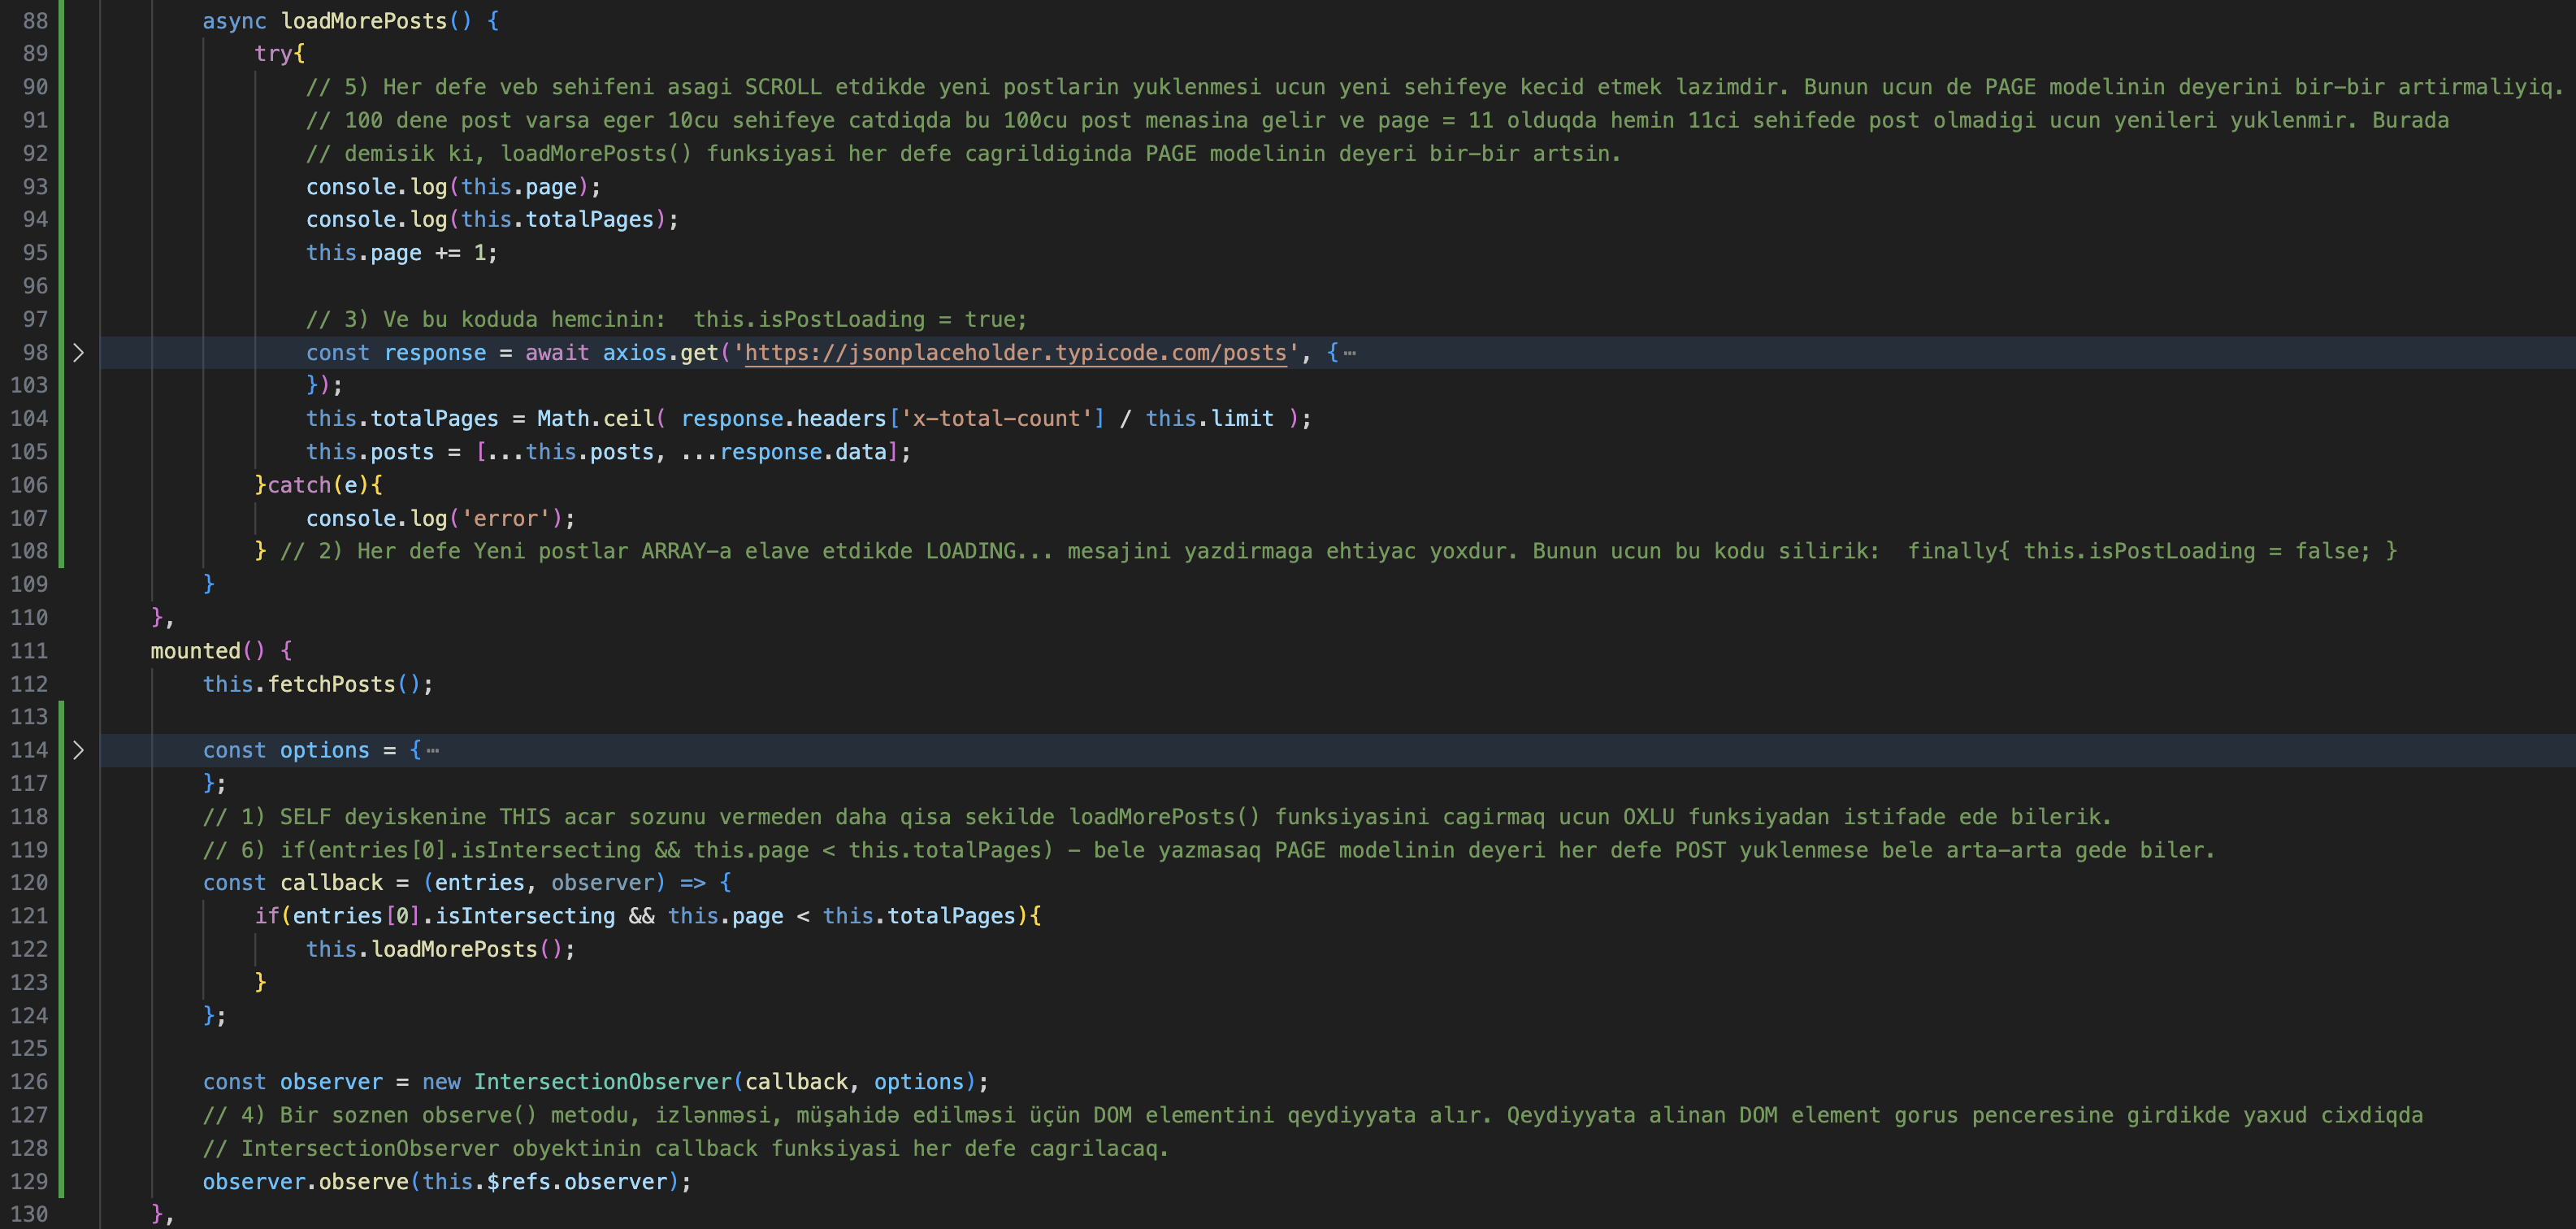 88 async loadMorePosts() {
89 try{
90 // 5) Her defe veb sehifeni asagi SCROLL etdikde yeni postlarin yuklenmesi ucun yeni sehifeye kecid etmek lazimdir. Bunun ucun de PAGE modelinin deyerini bir-bir artirmaliyiq.
91 // 100 dene post varsa eger 10cu sehifeye catdiqda bu 100cu post menasina gelir ve page = 11 olduqda hemin 11ci sehifede post olmadigi ucun yenileri yuklenmir. Burada
92 // demisik ki, loadMorePosts() funksiyasi her defe cagrildiginda PAGE modelinin deyeri bir-bir artsin.
93 console.log(this.page);
94 console.log(this.totalPages);
95 this.page += 1;
96
97 // 3) Ve bu koduda hemcinin:  this.isPostLoading = true;
98 const response = await axios.get('https://jsonplaceholder.typicode.com/posts', {⋯
103 });
104 this.totalPages = Math.ceil( response.headers['x-total-count'] / this.limit );
105 this.posts = [...this.posts, ...response.data];
106 }catch(e){
107 console.log('error');
108 } // 2) Her defe Yeni postlar ARRAY-a elave etdikde LOADING... mesajini yazdirmaga ehtiyac yoxdur. Bunun ucun bu kodu silirik:  finally{ this.isPostLoading = false; }
109 }
110 },
111 mounted() {
112 this.fetchPosts();
113
114 const options = {⋯
117 };
118 // 1) SELF deyiskenine THIS acar sozunu vermeden daha qisa sekilde loadMorePosts() funksiyasini cagirmaq ucun OXLU funksiyadan istifade ede bilerik.
119 // 6) if(entries[0].isIntersecting && this.page < this.totalPages) - bele yazmasaq PAGE modelinin deyeri her defe POST yuklenmese bele arta-arta gede biler.
120 const callback = (entries, observer) => {
121 if(entries[0].isIntersecting && this.page < this.totalPages){
122 this.loadMorePosts();
123 }
124 };
125
126 const observer = new IntersectionObserver(callback, options);
127 // 4) Bir soznen observe() metodu, izlənməsi, müşahidə edilməsi üçün DOM elementini qeydiyyata alır. Qeydiyyata alinan DOM element gorus penceresine girdikde yaxud cixdiqda
128 // IntersectionObserver obyektinin callback funksiyasi her defe cagrilacaq.
129 observer.observe(this.$refs.observer);
130 },